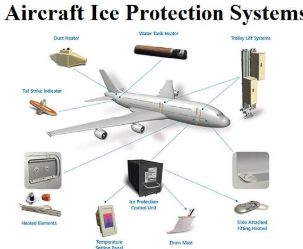 Aircraft Ice Protection Systems
Duct Heater
Water Tank Heater
Trolley Lift Systems
Tail Strike Indicator
Heated Elements
Ice Protection
Control Unit
Slide Attached
Fitting Heated
Temperature
Setting Panel
Drain Mast